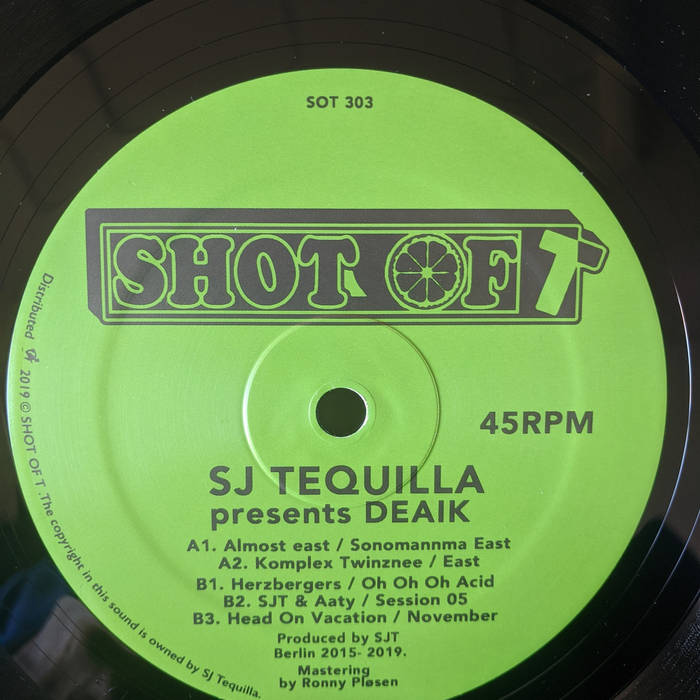 SOT 303
SHOT OF T
45RPM
SJ TEQUILLA
presents DEAIK
A1. Almost east / Sonomannma East
A2. Komplex Twinznee / East
B1. Herzbergers / Oh Oh Oh Acid
B2. SJT & Aaty / Session 05
B3. Head On Vacation / November
Produced by SJT
Berlin 2015- 2019.
Mastering
by Ronny Pløsen
Distributed
2019 © SHOT OF T .The copyright in this sound is owned by SJ Tequilla.